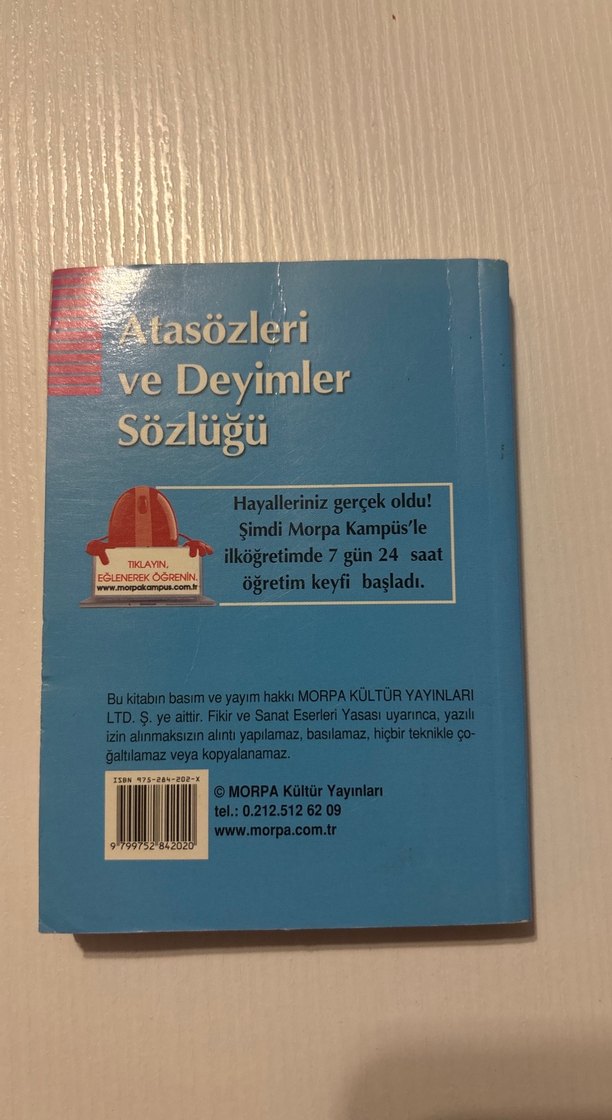 Atasözleri
ve Deyimler
Sözlüğü
Hayalleriniz gerçek oldu!
Şimdi Morpa Kampüs'le
ilköğretimde 7 gün 24 saat
öğretim keyfi başladı.
TIKLAYIN,
EĞLENEREK ÖĞRENİN.
www.morpakampus.com.tr
Bu kitabın basım ve yayım hakkı MORPA KÜLTÜR YAYINLARI
LTD. Ş. ye aittir. Fikir ve Sanat Eserleri Yasası uyarınca, yazılı
izin alınmaksızın alıntı yapılamaz, basılamaz, hiçbir teknikle ço-
ğaltılamaz veya kopyalanamaz.
ISBN 975-284-202-X
9 799752 842020
© MORPA Kültür Yayınları
tel.: 0.212.512 62 09
www.morpa.com.tr